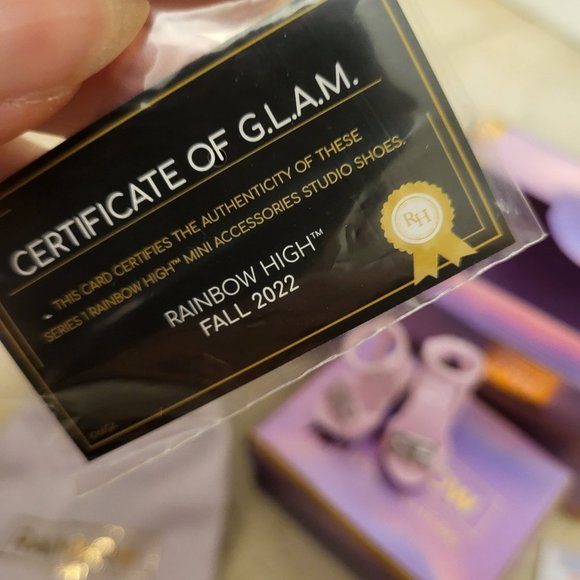 CERTIFICATE OF G.L.A.M.
THIS CARD CERTIFIES THE AUTHENTICITY OF THESE
SERIES 1 RAINBOW HIGH™ MINI ACCESSORIES STUDIO SHOES.
RH
RAINBOW HIGH™
FALL 2022
©MGA